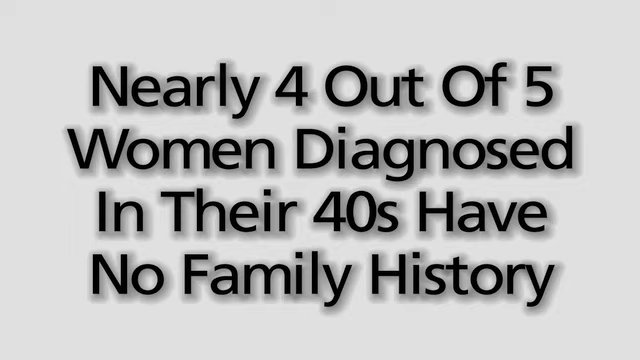 Nearly 4 Out Of 5
Women Diagnosed
In Their 40s Have
No Family History